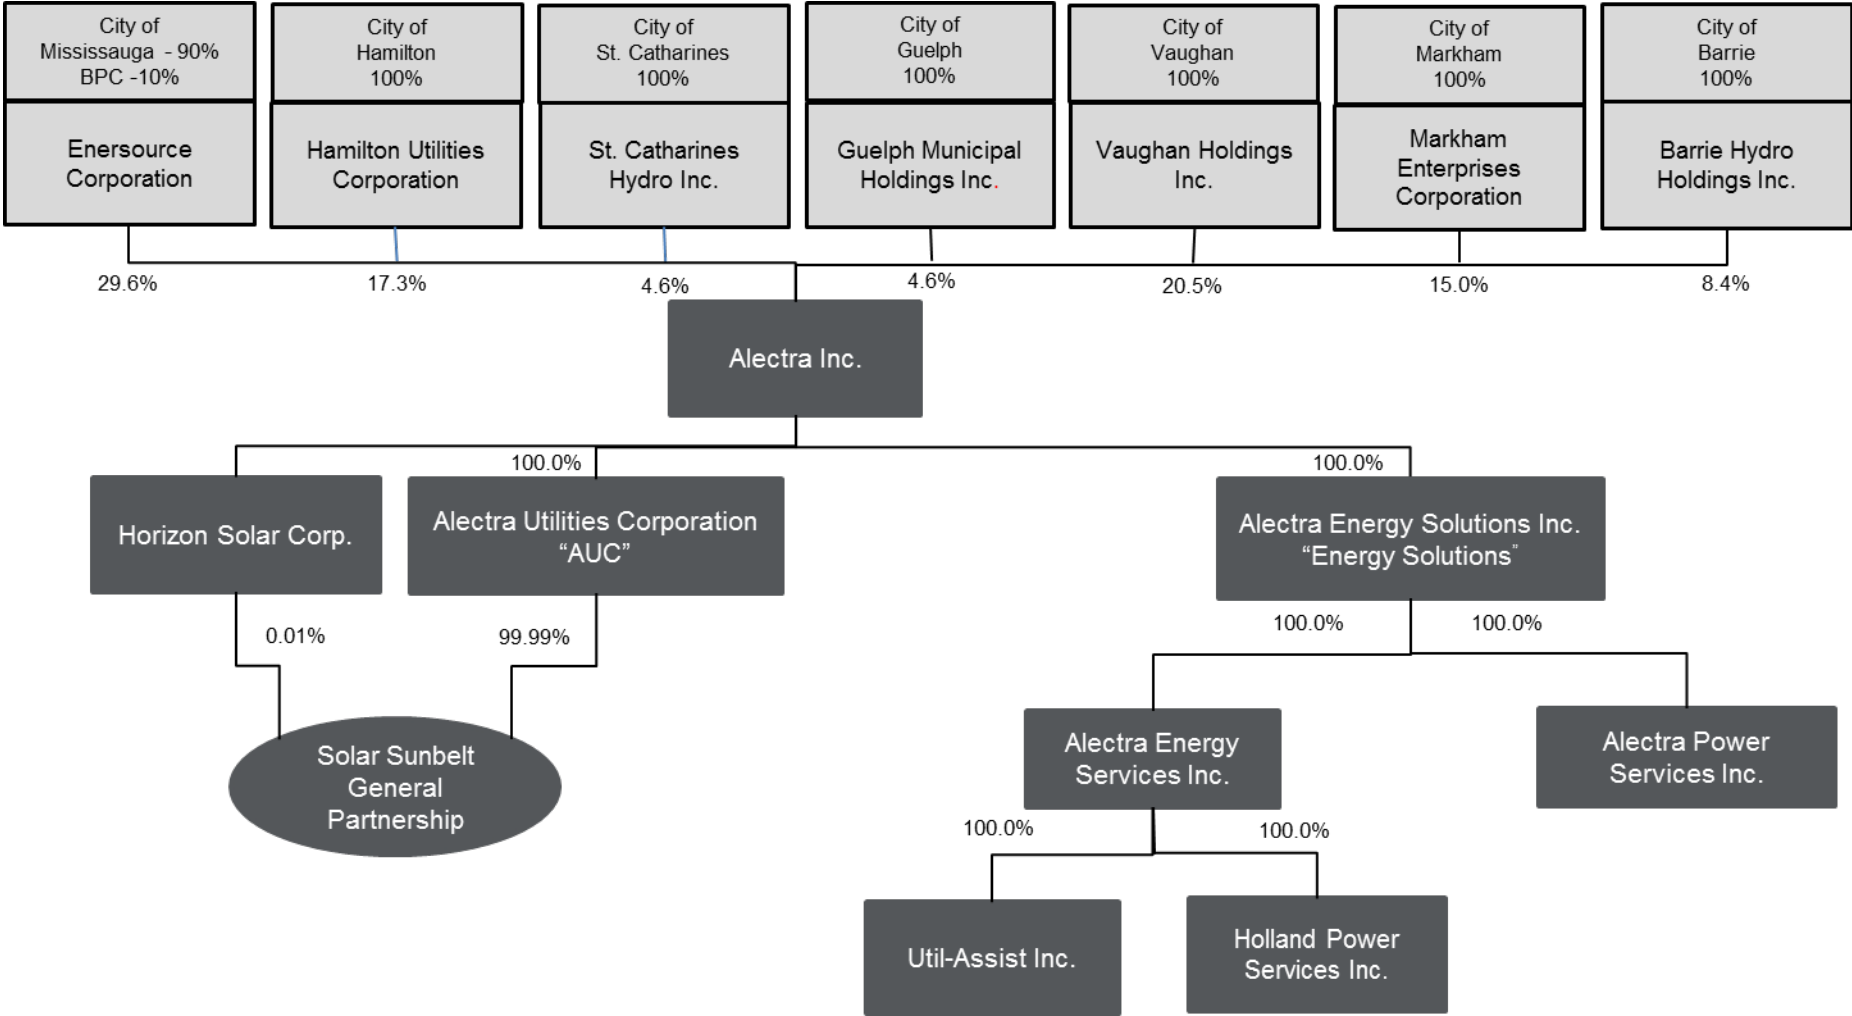 City of
Mississauga - 90%
BPC -10%
City of
Hamilton
100%
City of
St. Catharines
100%
City of
Guelph
100%
City of
Vaughan
100%
City of
Markham
100%
City of
Barrie
100%
Enersource
Corporation
Hamilton Utilities
Corporation
St. Catharines
Hydro Inc.
Guelph Municipal
Holdings Inc.
Vaughan Holdings
Inc.
Markham
Enterprises
Corporation
Barrie Hydro
Holdings Inc.
29.6%
17.3%
4.6%
4.6%
20.5%
15.0%
8.4%
Alectra Inc.
100.0%
100.0%
Horizon Solar Corp.
Alectra Utilities Corporation
“AUC”
Alectra Energy Solutions Inc.
“Energy Solutions”
0.01%
99.99%
100.0%
100.0%
Solar Sunbelt
General
Partnership
Alectra Energy
Services Inc.
Alectra Power
Services Inc.
100.0%
100.0%
Util-Assist Inc.
Holland Power
Services Inc.